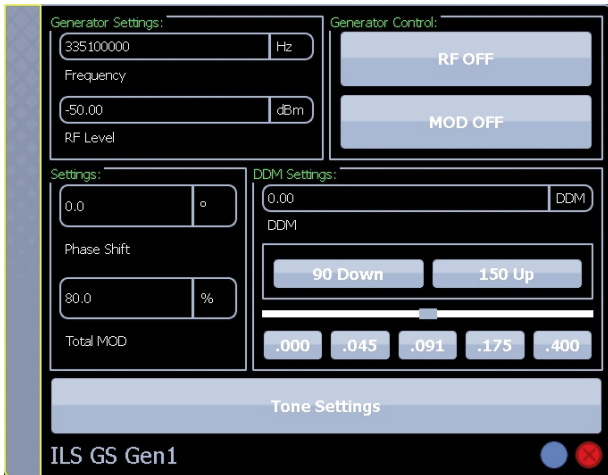 Generator Settings:
335100000 Hz
Frequency
-50.00 dBm
RF Level
Generator Control:
RF OFF
MOD OFF
Settings:
0.0 °
Phase Shift
80.0 %
Total MOD
DDM Settings:
0.00 DDM
DDM
90 Down 150 Up
.000 .045 .091 .175 .400
Tone Settings
ILS GS Gen1